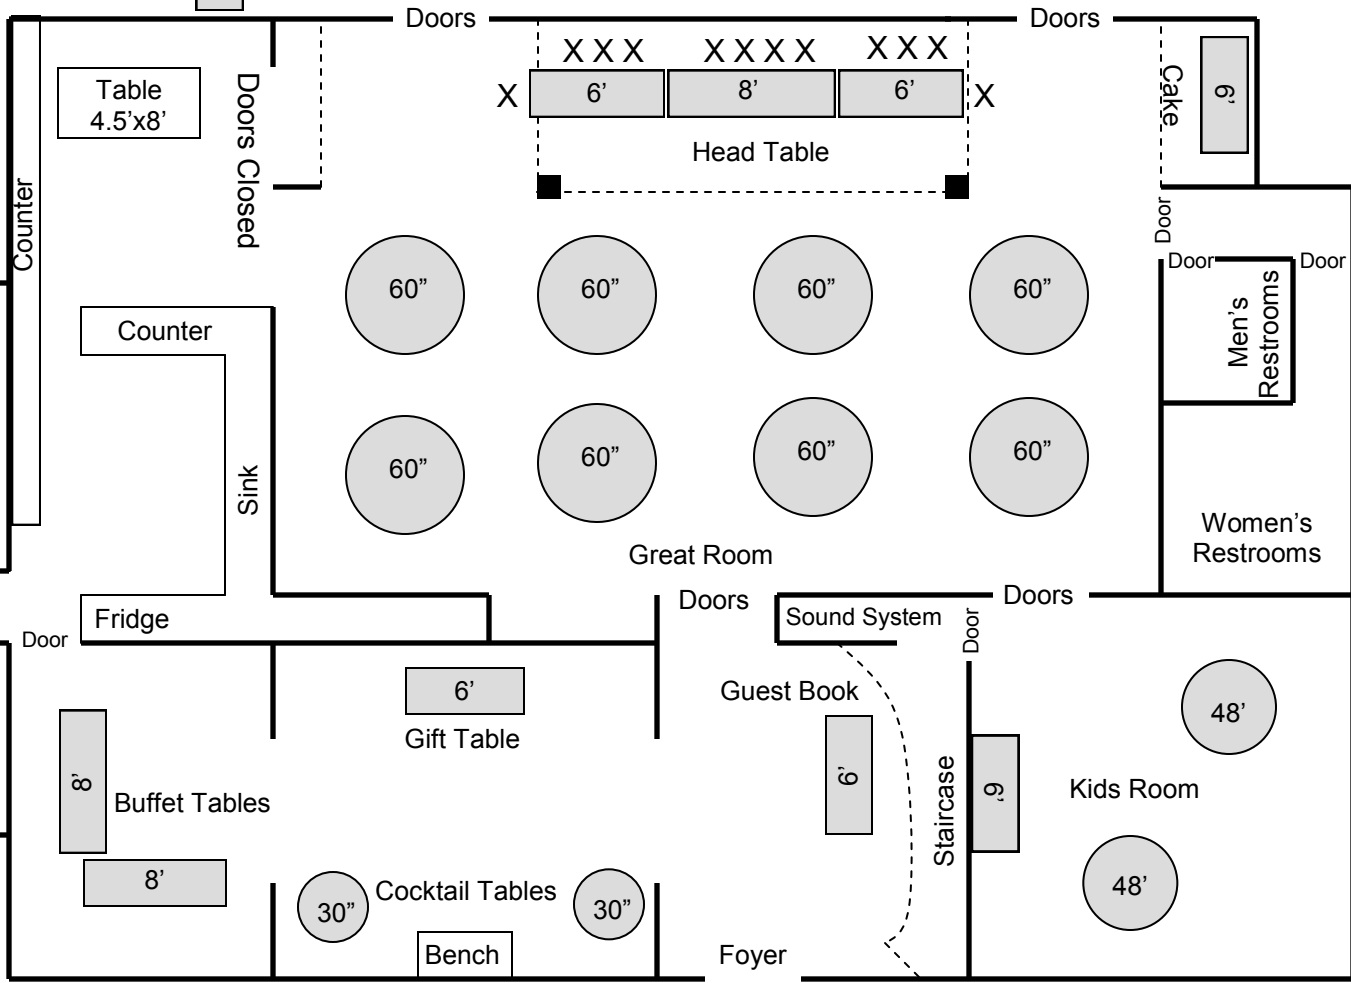 Doors
Doors
X X X
X X X X
X X X
Table
4.5’x8’
Doors Closed
X
6’
8’
6’
X
Cake
6’
Head Table
Counter
Door
Door
Door
60”
60”
60”
60”
Men’s
Restrooms
Counter
60”
60”
60”
60”
Sink
Women’s
Restrooms
Great Room
Doors
Doors
Fridge
Sound System
Door
Door
6’
Guest Book
48’
Gift Table
8’
Buffet Tables
6’
Staircase
6’
Kids Room
8’
30”
Cocktail Tables
30”
48’
Bench
Foyer